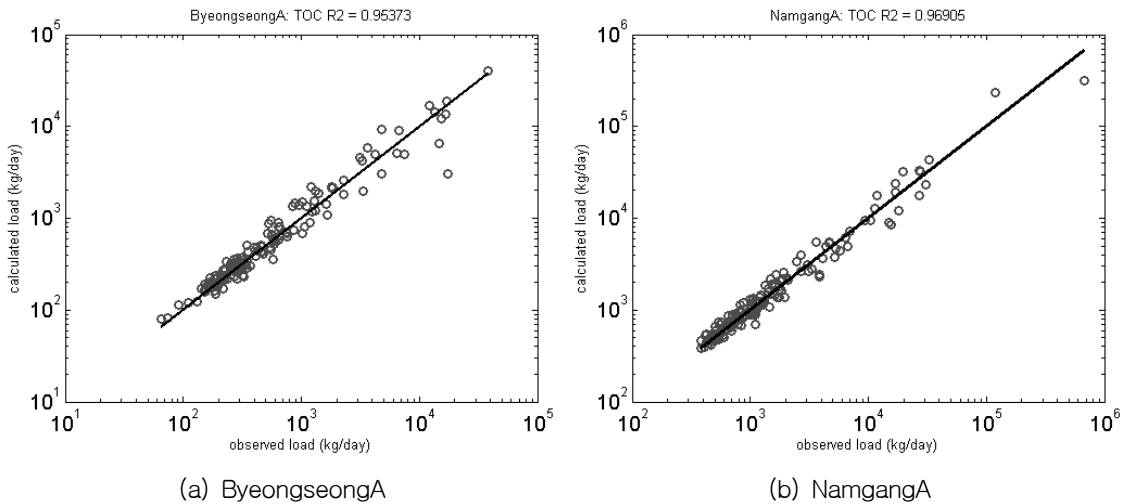 ByeongseongA: TOC R2 = 0.95373
10^5
10^4
10^3
10^2
10^1
calculated load (kg/day)
10^1 10^2 10^3 10^4 10^5
observed load (kg/day)
(a) ByeongseongA
NamgangA: TOC R2 = 0.96905
10^6
10^5
10^4
10^3
10^2
calculated load (kg/day)
10^2 10^3 10^4 10^5 10^6
observed load (kg/day)
(b) NamgangA